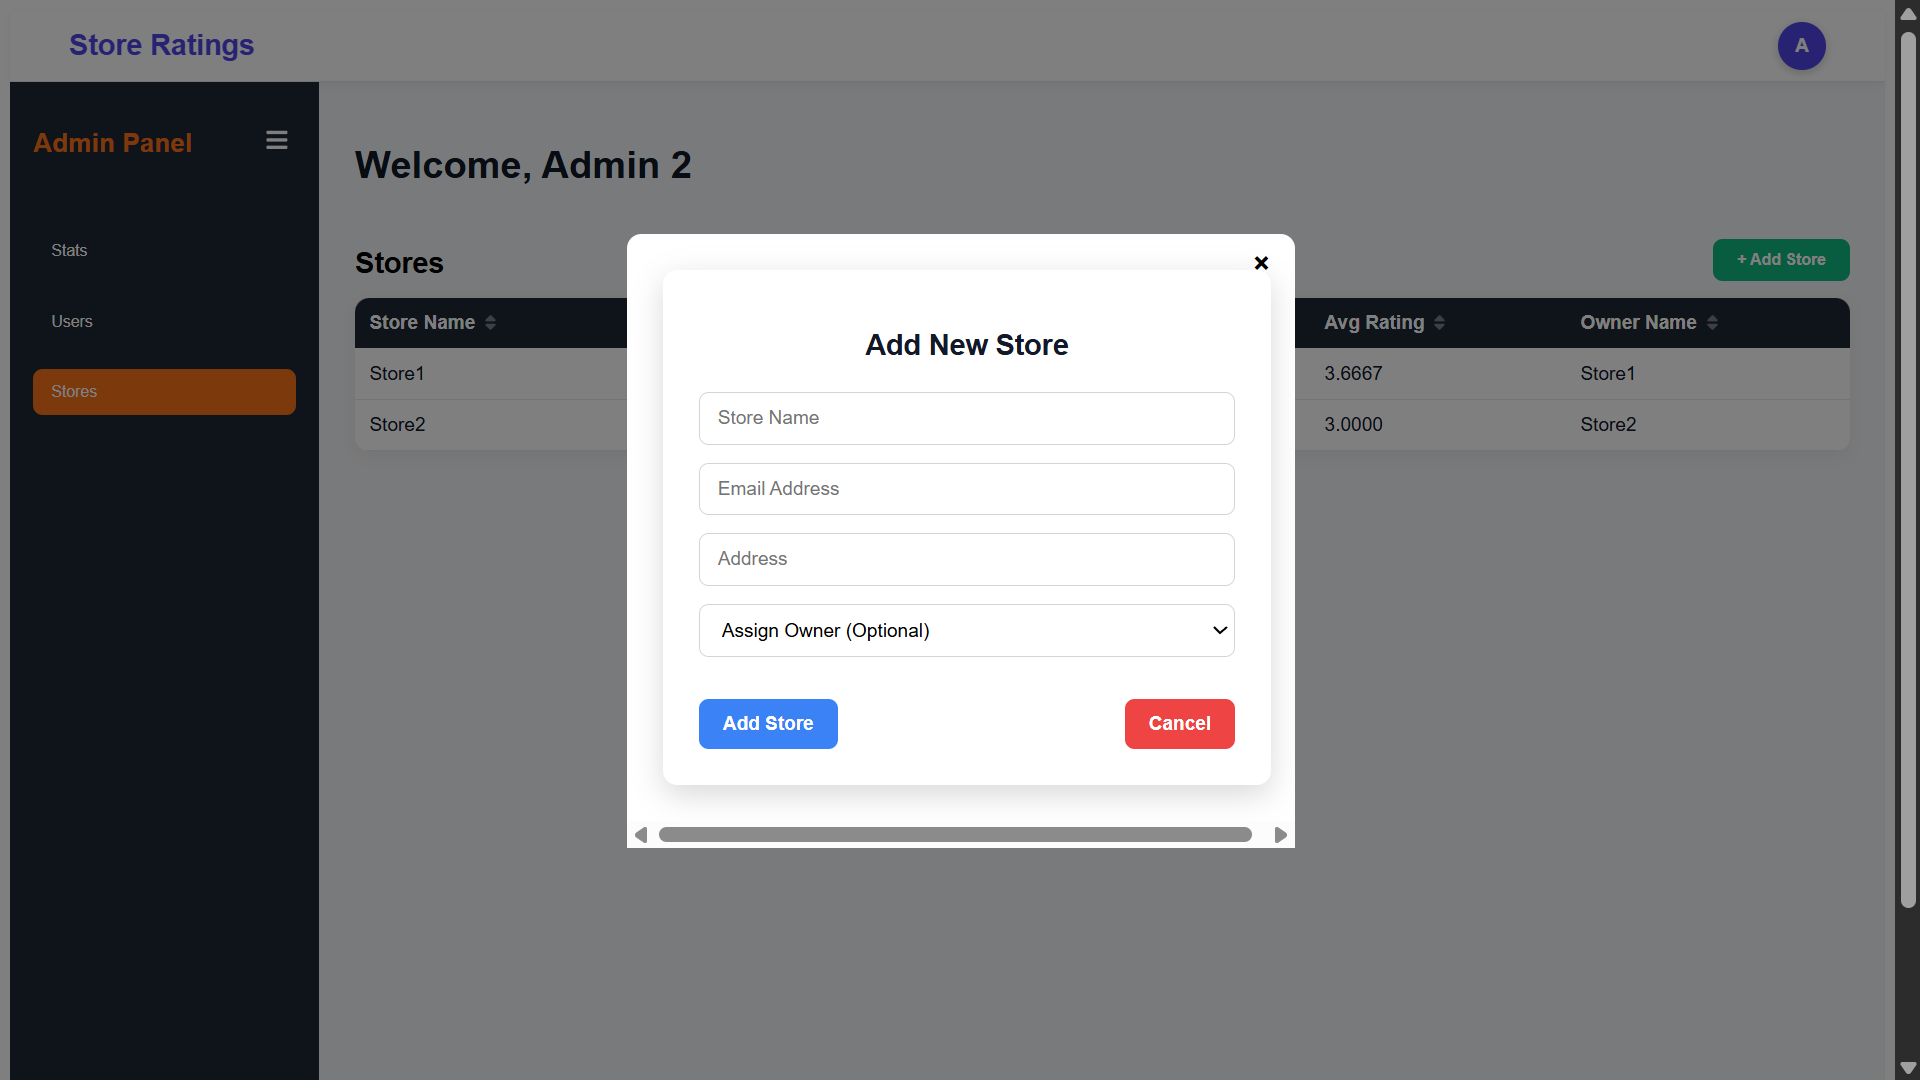 Store Ratings
A
Admin Panel
Stats
Users
Stores
Welcome, Admin 2
Stores
+ Add Store
Store Name
Avg Rating
Owner Name
Store1
3.6667
Store1
Store2
3.0000
Store2
×
Add New Store
Store Name
Email Address
Address
Assign Owner (Optional)
Add Store
Cancel